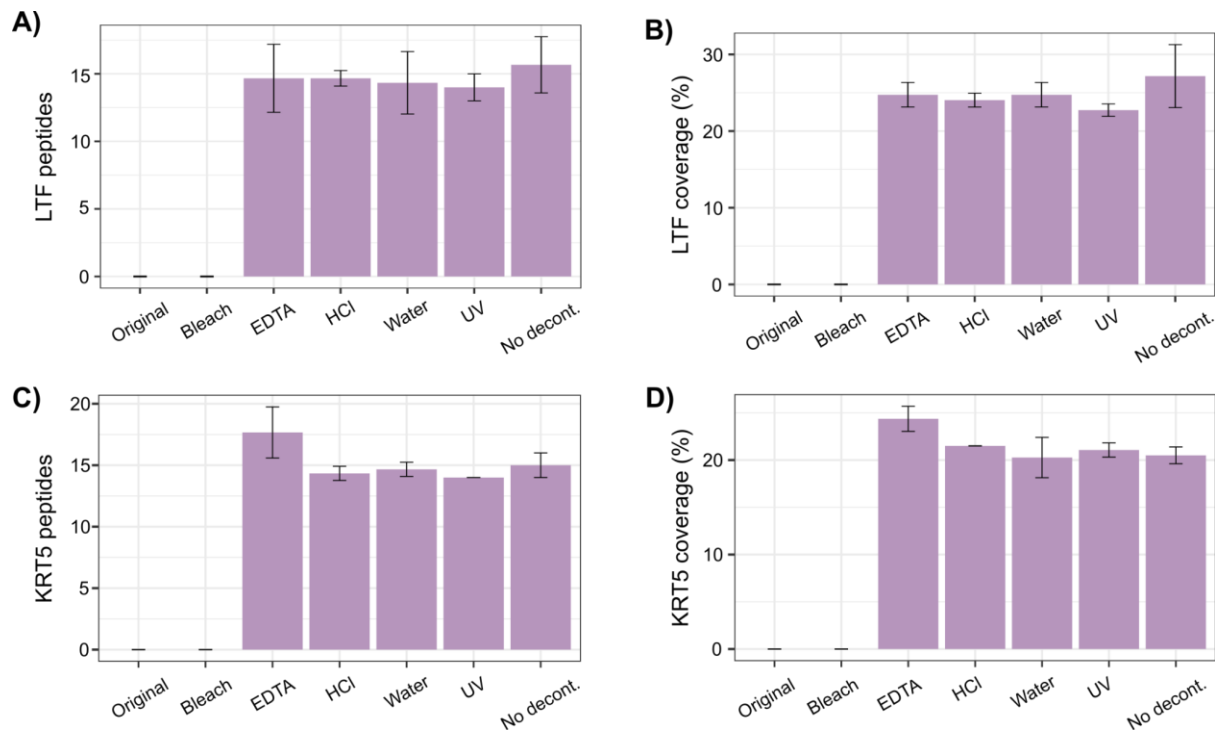 A)
LTF peptides
15
10
5
0
Original Bleach EDTA HCl Water UV No decont.
B)
LTF coverage (%)
30
20
10
0
Original Bleach EDTA HCl Water UV No decont.
C)
KRT5 peptides
20
15
10
5
0
Original Bleach EDTA HCl Water UV No decont.
D)
KRT5 coverage (%)
20
10
0
Original Bleach EDTA HCl Water UV No decont.